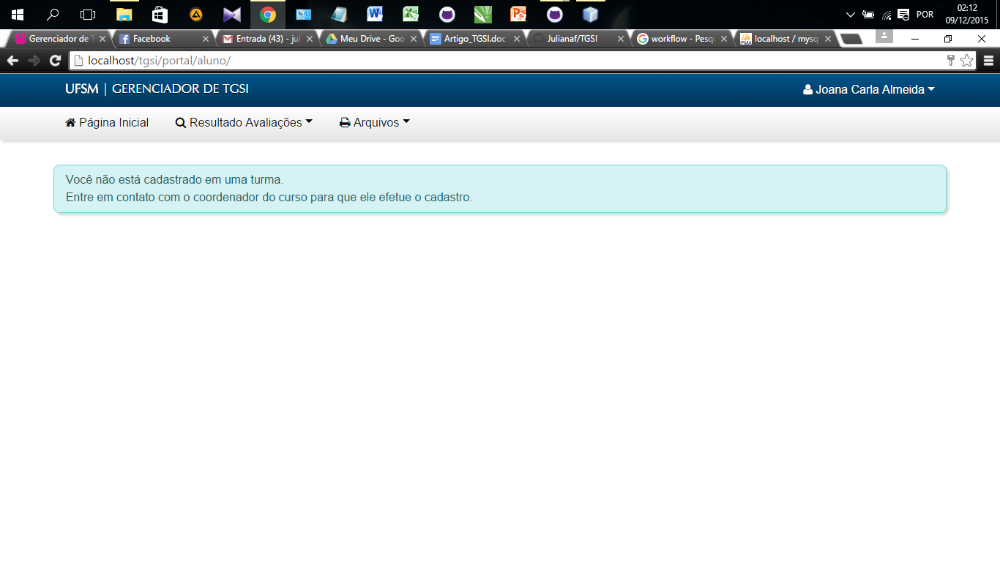 POR
02:12
09/12/2015
Gerenciador de T
Facebook
Entrada (43) - jul
Meu Drive - Goo
Artigo_TGSI.doc
Julianaf/TGSI
workflow - Pesqu
localhost / mysq
localhost/tgsi/portal/aluno/
UFSM | GERENCIADOR DE TGSI
Joana Carla Almeida
Página Inicial
Resultado Avaliações
Arquivos
Você não está cadastrado em uma turma.
Entre em contato com o coordenador do curso para que ele efetue o cadastro.